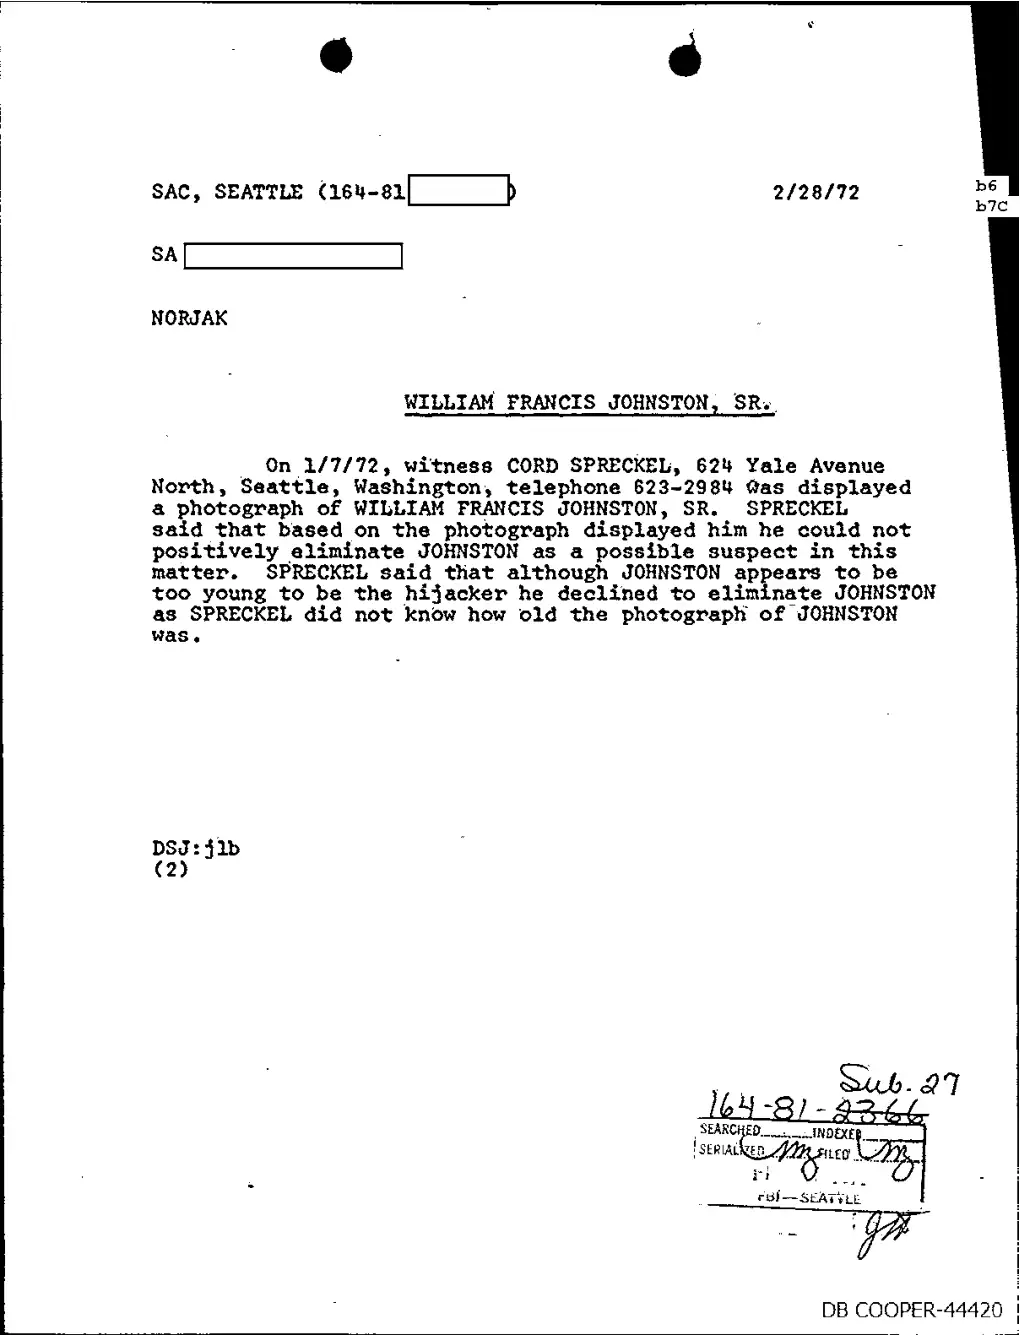 SAC, SEATTLE (164-81 ) 2/28/72
b6
b7C
SA
NORJAK
WILLIAM FRANCIS JOHNSTON, SR.
On 1/7/72, witness CORD SPRECKEL, 624 Yale Avenue
North, Seattle, Washington, telephone 623-2984 was displayed
a photograph of WILLIAM FRANCIS JOHNSTON, SR. SPRECKEL
said that based on the photograph displayed him he could not
positively eliminate JOHNSTON as a possible suspect in this
matter. SPRECKEL said that although JOHNSTON appears to be
too young to be the hijacker he declined to eliminate JOHNSTON
as SPRECKEL did not know how old the photograph of JOHNSTON
was.
DSJ:jlb
(2)
Sub. 27
164-81-2366
SEARCHED INDEXED
SERIALIZED FILED
FBI—SEATTLE
DB COOPER-44420